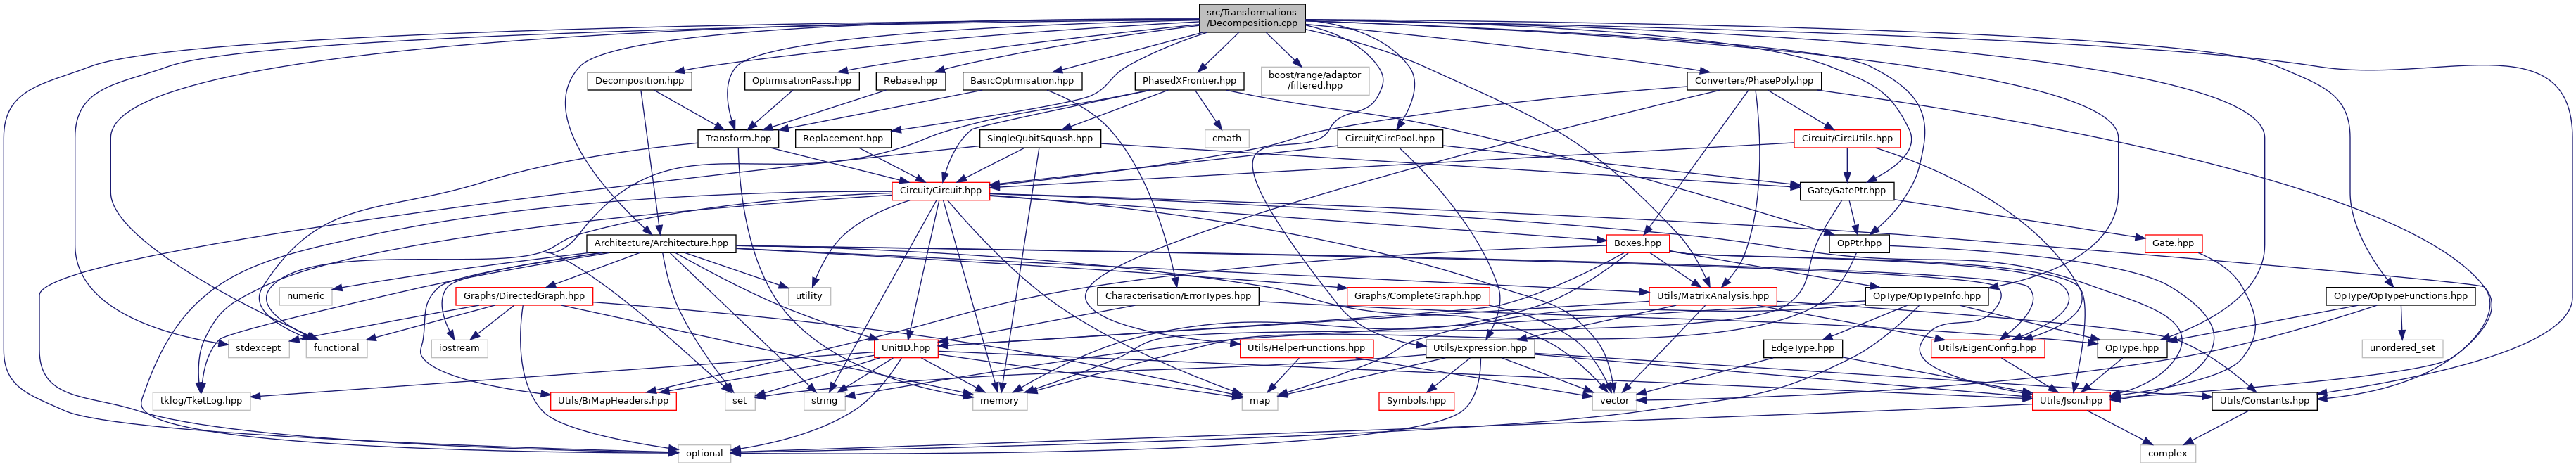 src/Transformations
/Decomposition.cpp
Decomposition.hpp
OptimisationPass.hpp
Rebase.hpp
BasicOptimisation.hpp
PhasedXFrontier.hpp
boost/range/adaptor
/filtered.hpp
Converters/PhasePoly.hpp
Transform.hpp
Replacement.hpp
SingleQubitSquash.hpp
cmath
Circuit/CircPool.hpp
Circuit/CircUtils.hpp
Circuit/Circuit.hpp
Gate/GatePtr.hpp
Architecture/Architecture.hpp
Boxes.hpp
OpPtr.hpp
Gate.hpp
numeric
Graphs/DirectedGraph.hpp
utility
Characterisation/ErrorTypes.hpp
Graphs/CompleteGraph.hpp
Utils/MatrixAnalysis.hpp
OpType/OpTypeInfo.hpp
OpType/OpTypeFunctions.hpp
stdexcept
functional
iostream
UnitID.hpp
Utils/HelperFunctions.hpp
Utils/Expression.hpp
EdgeType.hpp
Utils/EigenConfig.hpp
OpType.hpp
unordered_set
tklog/TketLog.hpp
Utils/BiMapHeaders.hpp
set
string
memory
map
Symbols.hpp
vector
Utils/Json.hpp
Utils/Constants.hpp
optional
complex